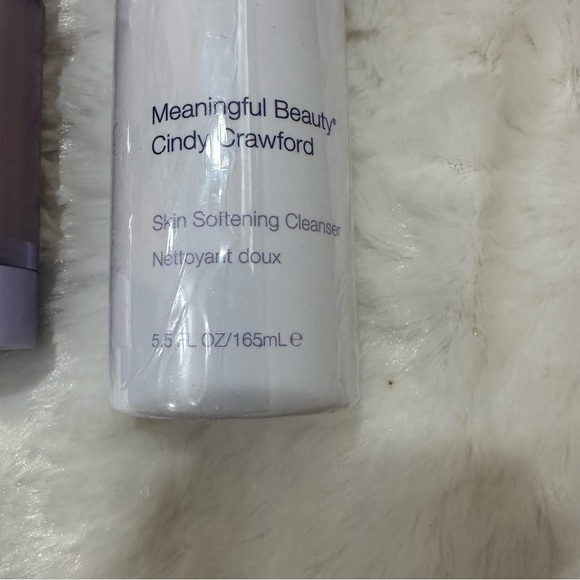 Meaningful Beauty®
Cindy Crawford
Skin Softening Cleanser
Nettoyant doux
5.5 FL OZ/165mL℮